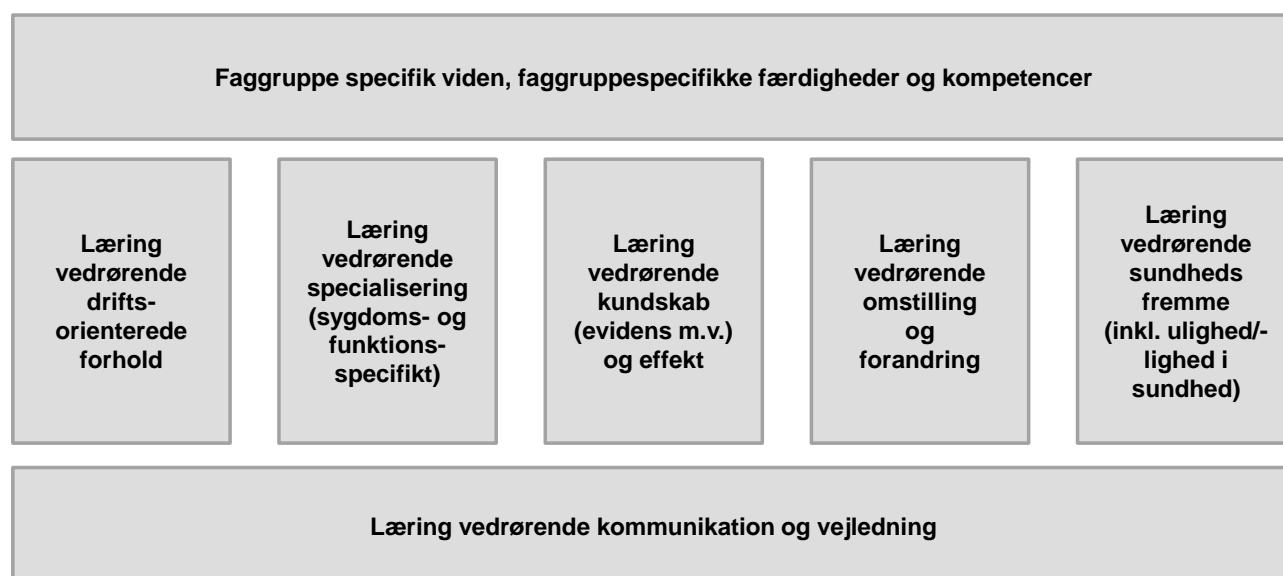 Faggruppe specifik viden, faggruppespecifikke færdigheder og kompetencer
Læring
vedrørende
drifts-
orienterede
forhold
Læring
vedrørende
specialisering
(sygdoms- og
funktions-
specifikt)
Læring
vedrørende
kundskab
(evidens m.v.)
og effekt
Læring
vedrørende
omstilling
og
forandring
Læring
vedrørende
sundheds
fremme
(inkl. ulighed/-
lighed i
sundhed)
Læring vedrørende kommunikation og vejledning